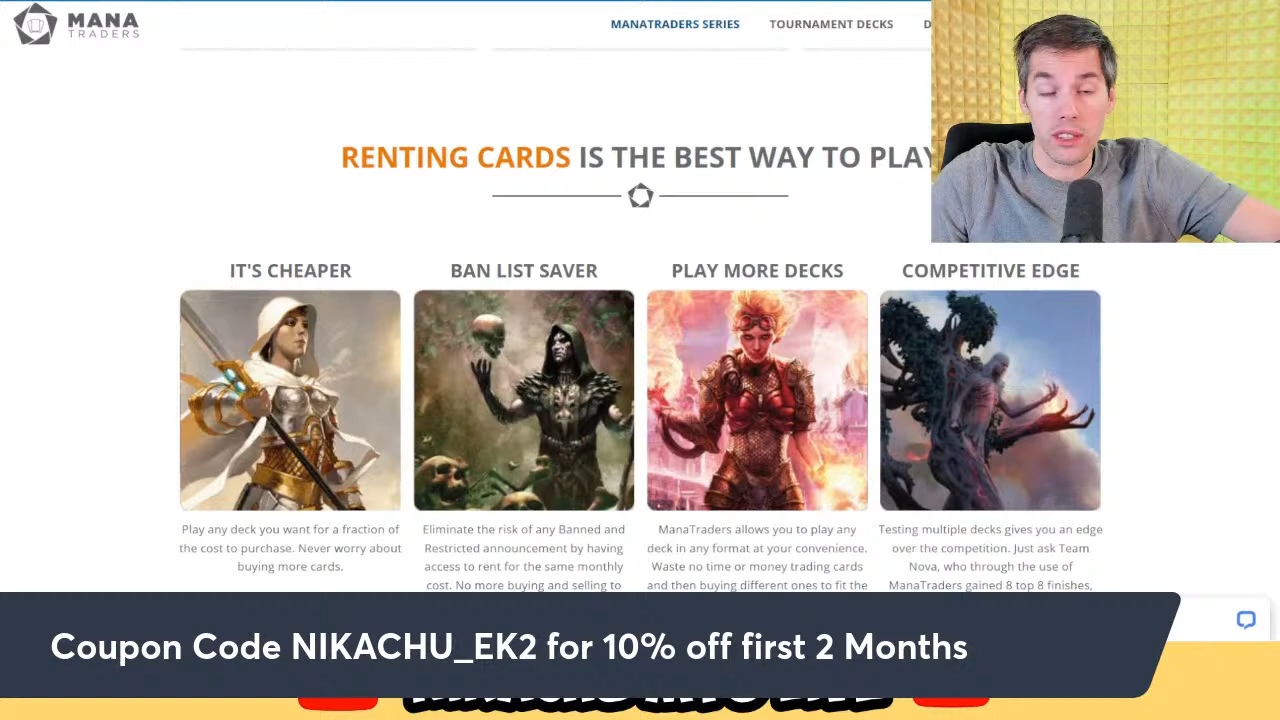 MANA
TRADERS
MANATRADERS SERIES
TOURNAMENT DECKS
D
RENTING CARDS IS THE BEST WAY TO PLAY
IT'S CHEAPER
BAN LIST SAVER
PLAY MORE DECKS
COMPETITIVE EDGE
Play any deck you want for a fraction of
the cost to purchase. Never worry about
buying more cards.
Eliminate the risk of any Banned and
Restricted announcement by having
access to rent for the same monthly
cost. No more buying and selling to
ManaTraders allows you to play any
deck in any format at your convenience.
Waste no time or money trading cards
and then buying different ones to fit the
Testing multiple decks gives you an edge
over the competition. Just ask Team
Nova, who through the use of
ManaTraders gained 8 top 8 finishes,
Coupon Code NIKACHU_EK2 for 10% off first 2 Months